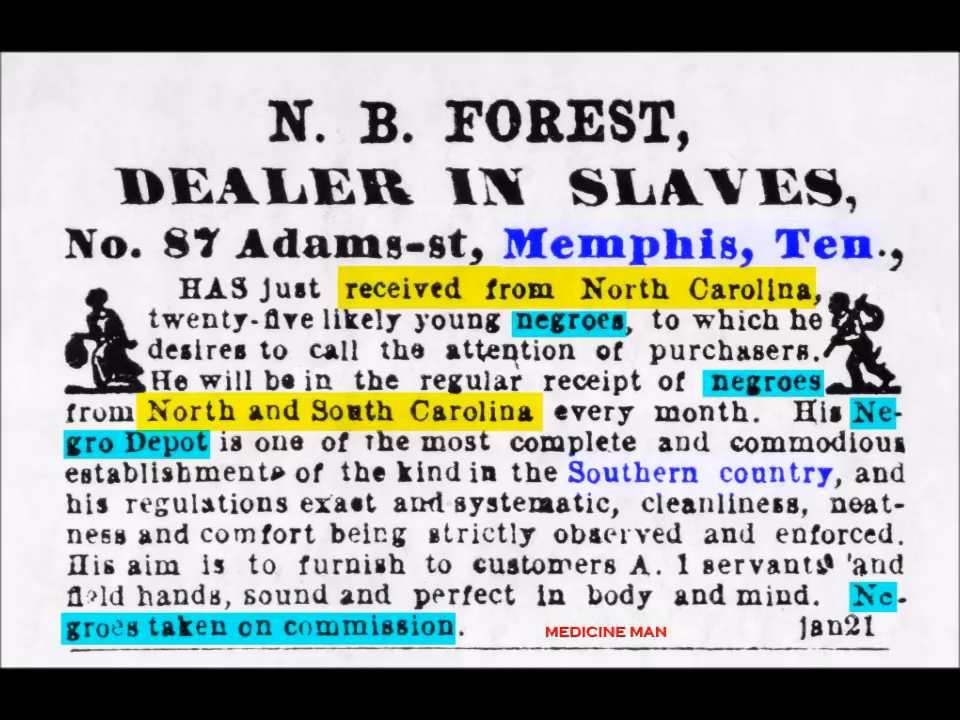 N. B. FOREST,
DEALER IN SLAVES,
No. 87 Adams-st, Memphis, Ten.,
HAS just received from North Carolina,
twenty-five likely young negroes, to which he
desires to call the attention of purchasers.
He will be in the regular receipt of negroes
from North and South Carolina every month. His Ne-
gro Depot is one of the most complete and commodious
establishments of the kind in the Southern country, and
his regulations exact and systematic, cleanliness, neat-
ness and comfort being strictly observed and enforced.
His aim is to furnish to customers A. 1 servants and
field hands, sound and perfect in body and mind. Ne-
groes taken on commission. jan21
MEDICINE MAN